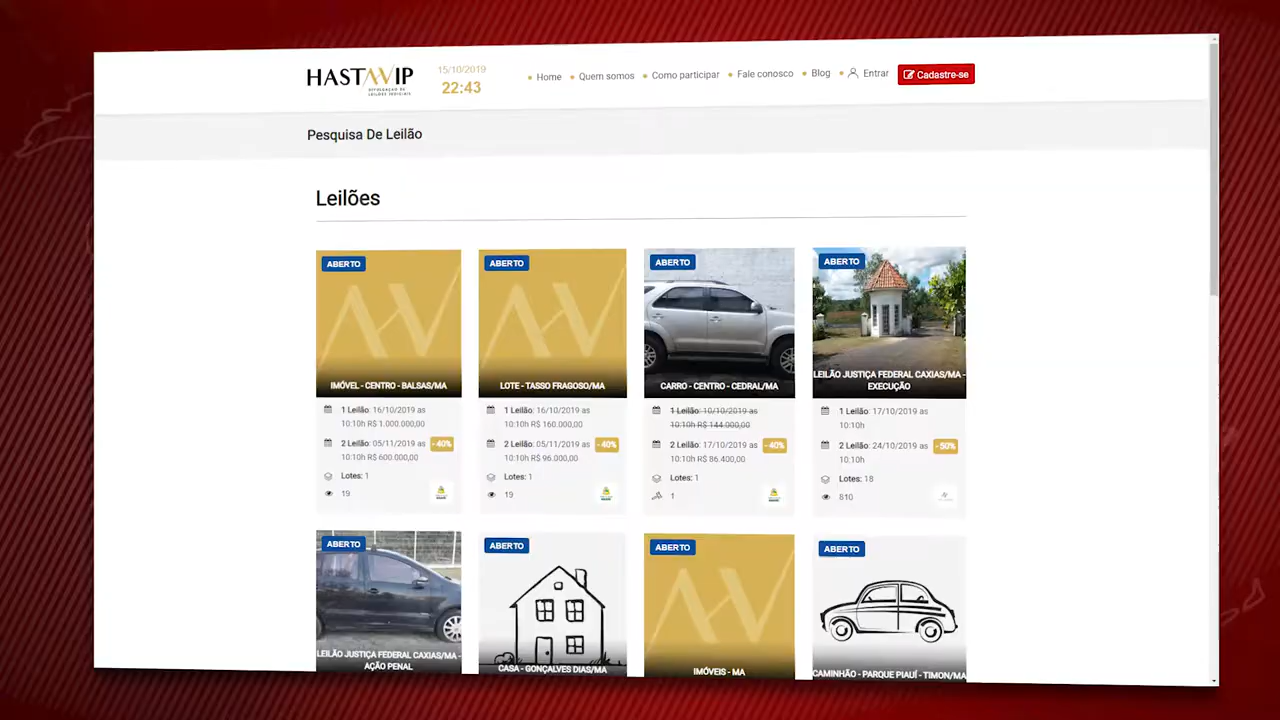 HASTAVIP
DIVULGAÇÃO DE
LEILÕES JUDICIAIS
15/10/2019
22:43
Home
Quem somos
Como participar
Fale conosco
Blog
Entrar
Cadastre-se
Pesquisa De Leilão
Leilões
ABERTO
IMÓVEL - CENTRO - BALSAS/MA
1 Leilão: 16/10/2019 as
10:10h R$ 1.000.000,00
2 Leilão: 05/11/2019 as
10:10h R$ 600.000,00
- 40%
Lotes: 1
19
ABERTO
LOTE - TASSO FRAGOSO/MA
1 Leilão: 16/10/2019 as
10:10h R$ 160.000,00
2 Leilão: 05/11/2019 as
10:10h R$ 96.000,00
- 40%
Lotes: 1
19
ABERTO
CARRO - CENTRO - CEDRAL/MA
1 Leilão: 10/10/2019 as
10:10h R$ 144.000,00
2 Leilão: 17/10/2019 as
10:10h R$ 86.400,00
- 40%
Lotes: 1
1
ABERTO
LEILÃO JUSTIÇA FEDERAL CAXIAS/MA -
EXECUÇÃO
1 Leilão: 17/10/2019 as
10:10h
2 Leilão: 24/10/2019 as
10:10h
- 50%
Lotes: 18
810
ABERTO
LEILÃO JUSTIÇA FEDERAL CAXIAS/MA -
AÇÃO PENAL
ABERTO
CASA - GONÇALVES DIAS/MA
ABERTO
IMÓVEIS - MA
ABERTO
CAMINHÃO - PARQUE PIAUÍ - TIMON/MA